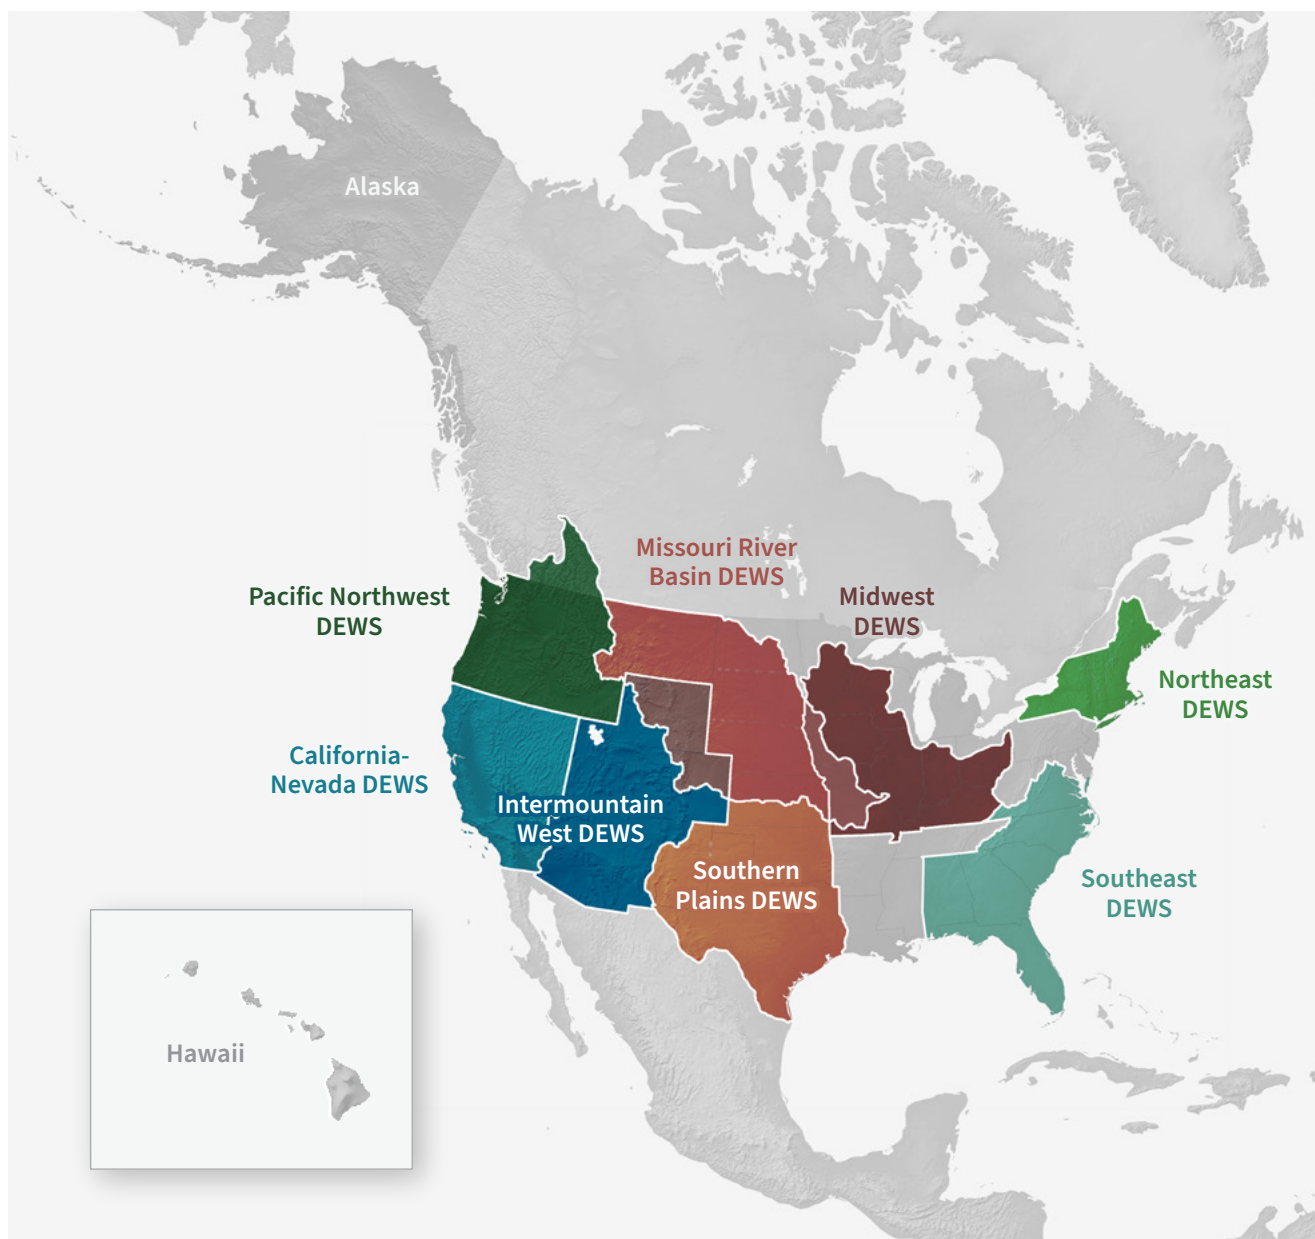 Alaska
Missouri River
Basin DEWS
Pacific Northwest
DEWS
Midwest
DEWS
Northeast
DEWS
California-
Nevada DEWS
Intermountain
West DEWS
Southern
Plains DEWS
Southeast
DEWS
Hawaii